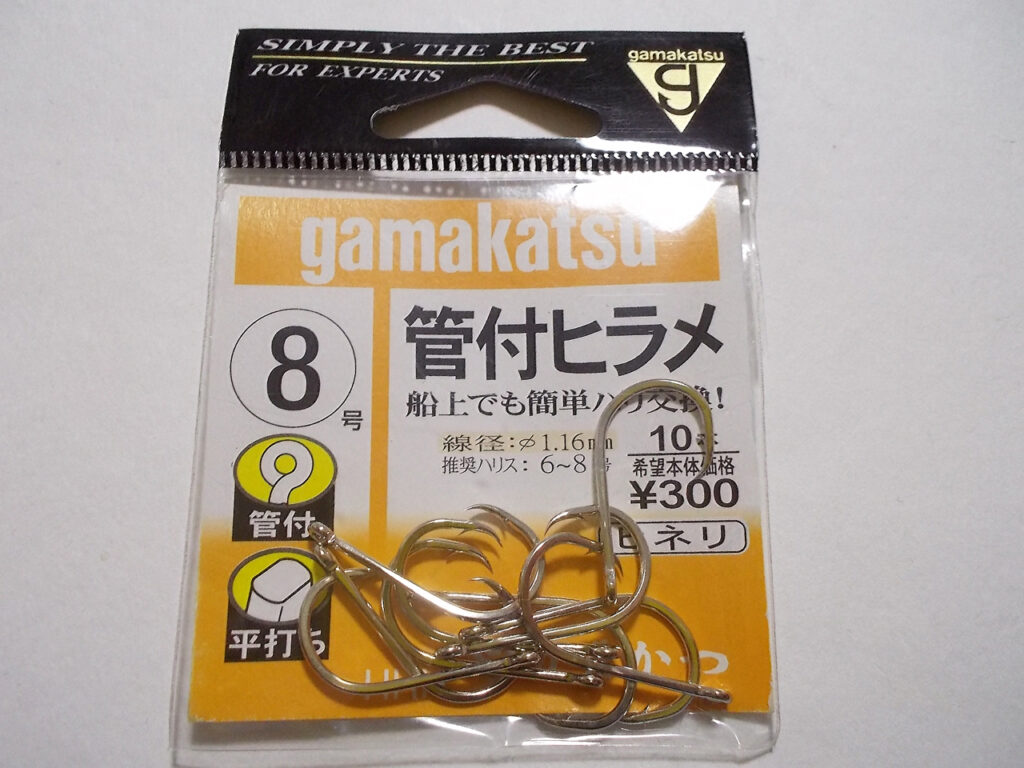 SIMPLY THE BEST
FOR EXPERTS
gamakatsu
gamakatsu
8号
管付ヒラメ
船上でも簡単ハリ交換!
線径:φ1.16mm
推奨ハリス:6~8号
10本
希望本体価格
¥300
ヒネリ
管付
平打ち